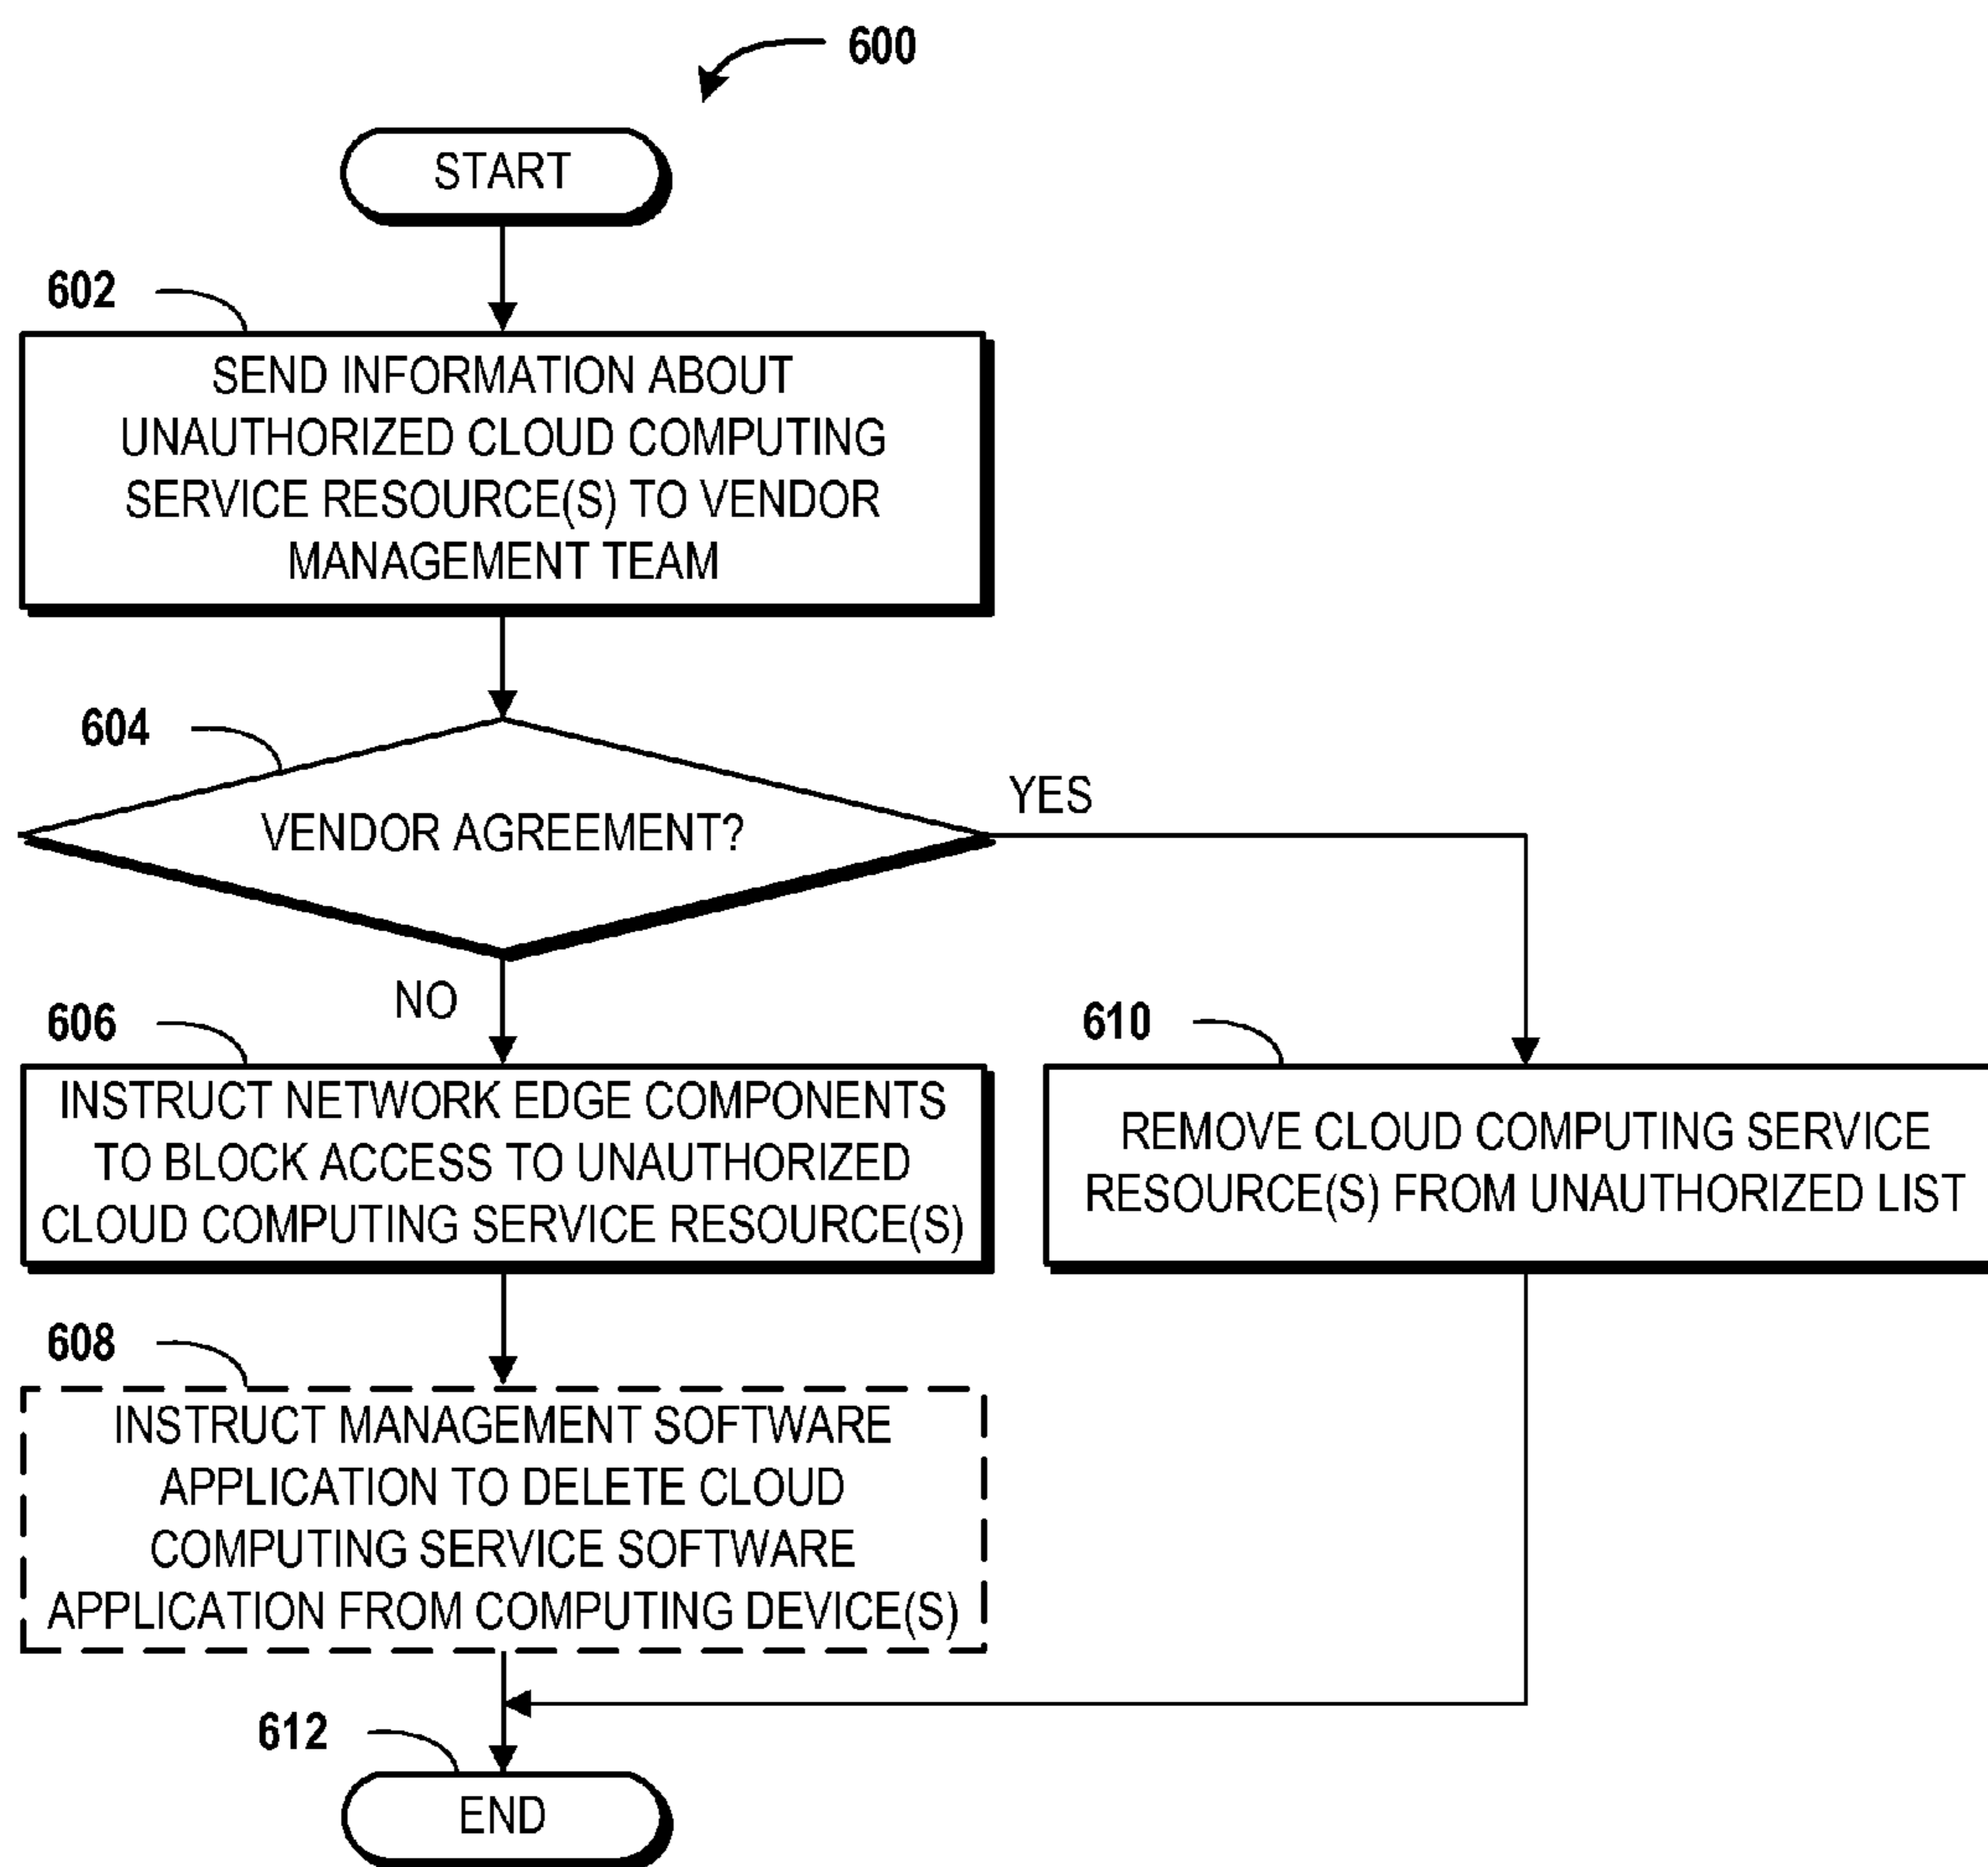 600
START
602
SEND INFORMATION ABOUT
UNAUTHORIZED CLOUD COMPUTING
SERVICE RESOURCE(S) TO VENDOR
MANAGEMENT TEAM
604
VENDOR AGREEMENT?
YES
NO
606
INSTRUCT NETWORK EDGE COMPONENTS
TO BLOCK ACCESS TO UNAUTHORIZED
CLOUD COMPUTING SERVICE RESOURCE(S)
610
REMOVE CLOUD COMPUTING SERVICE
RESOURCE(S) FROM UNAUTHORIZED LIST
608
INSTRUCT MANAGEMENT SOFTWARE
APPLICATION TO DELETE CLOUD
COMPUTING SERVICE SOFTWARE
APPLICATION FROM COMPUTING DEVICE(S)
612
END